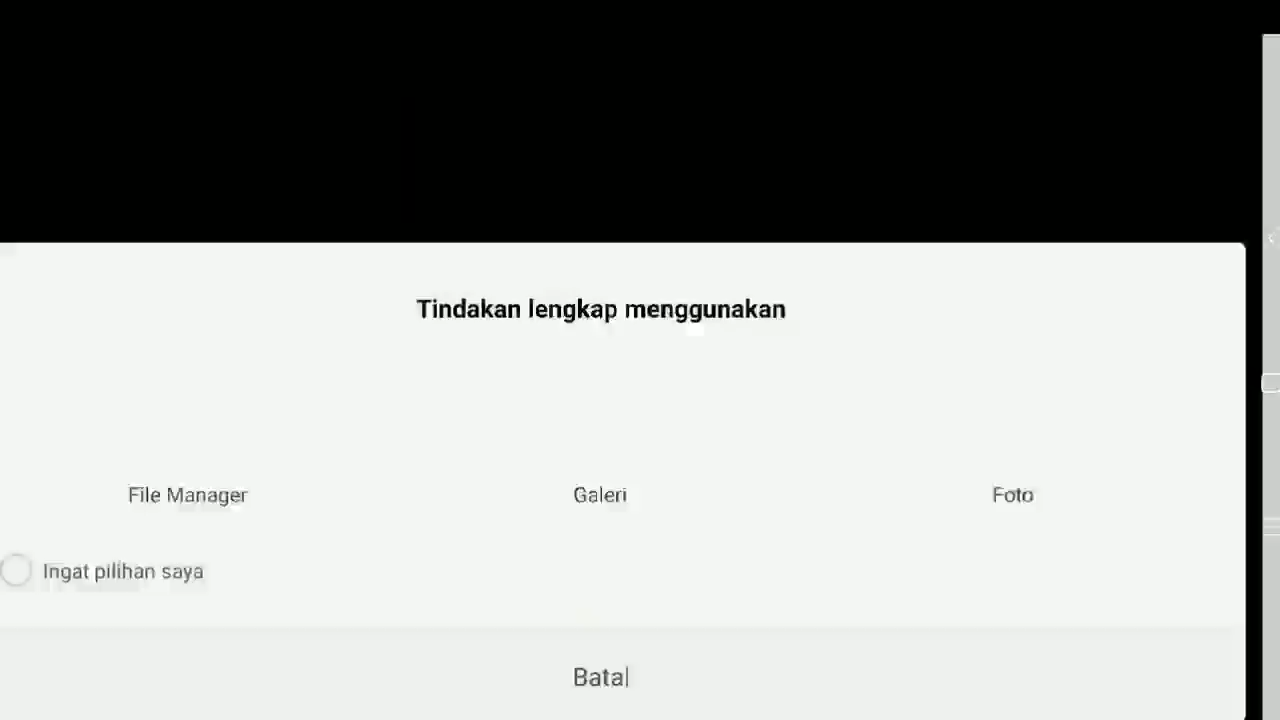 Tindakan lengkap menggunakan
File Manager
Galeri
Foto
Ingat pilihan saya
Batal